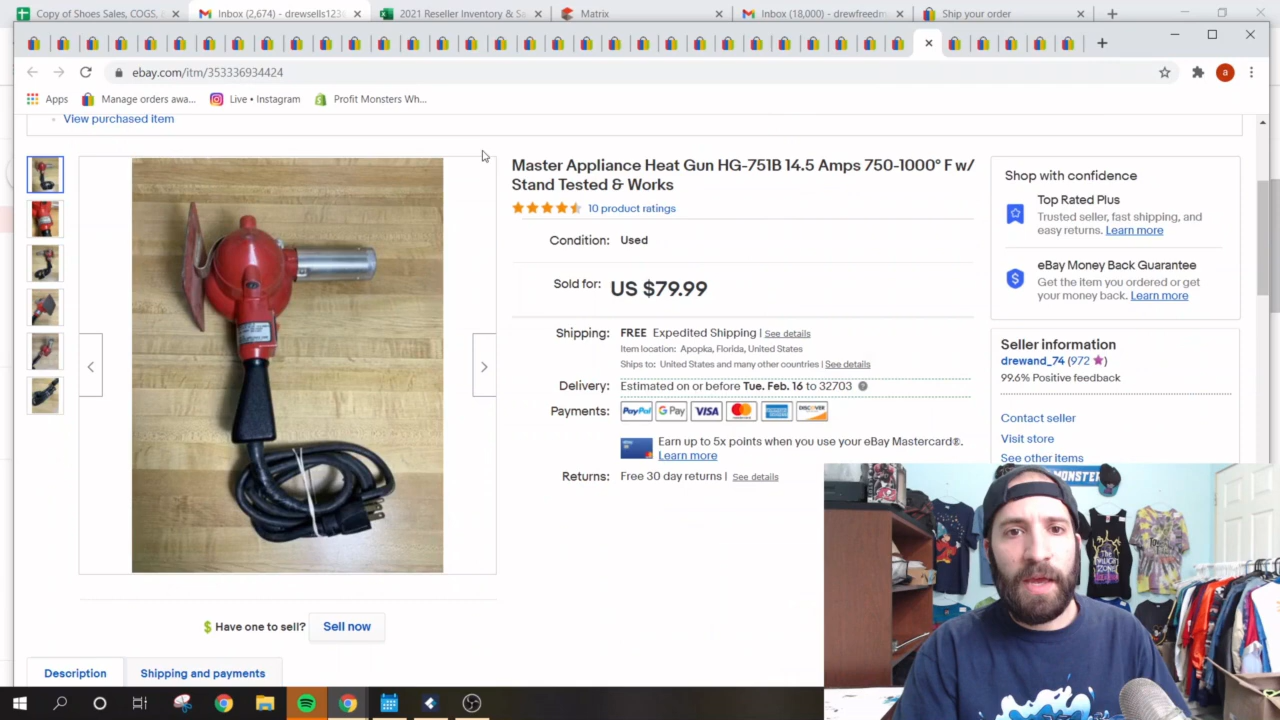 Copy of Shoes Sales, COGS,
Inbox (2,674) - drewsells123
2021 Reseller Inventory & Sa
Matrix
Inbox (18,000) - drewfreedm
Ship your order
ebay.com/itm/353336934424
a
Apps
Manage orders awa...
Live • Instagram
Profit Monsters Wh...
View purchased item
Master Appliance Heat Gun HG-751B 14.5 Amps 750-1000° F w/
Stand Tested & Works
10 product ratings
Condition: Used
Sold for: US $79.99
Shipping: FREE Expedited Shipping | See details
Item location: Apopka, Florida, United States
Ships to: United States and many other countries | See details
Delivery: Estimated on or before Tue. Feb. 16 to 32703
Payments: PayPal G Pay VISA DISCOVER
Earn up to 5x points when you use your eBay Mastercard®.
Learn more
Returns: Free 30 day returns | See details
Shop with confidence
Top Rated Plus
Trusted seller, fast shipping, and
easy returns. Learn more
eBay Money Back Guarantee
Get the item you ordered or get
your money back. Learn more
Seller information
drewand_74 (972 )
99.6% Positive feedback
Contact seller
Visit store
See other items
MONSTER
$ Have one to sell? Sell now
Description
Shipping and payments